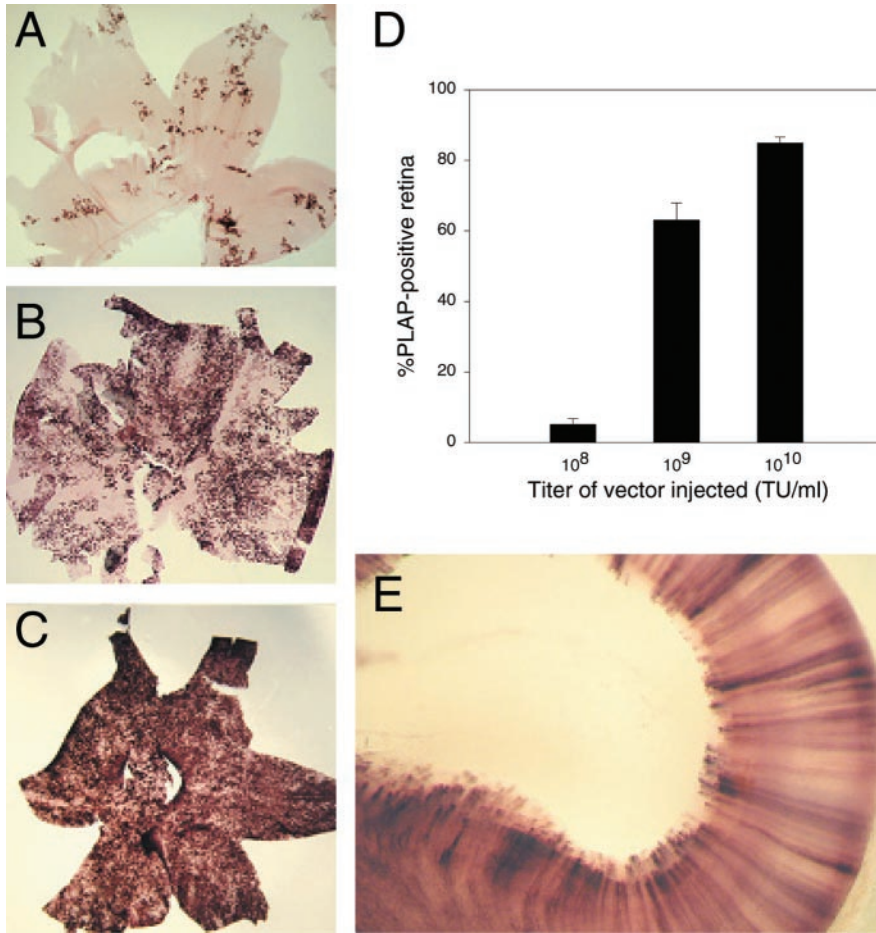 A
B
C
D
%PLAP-positive retina
100
80
60
40
20
0
10⁸ 10⁹ 10¹⁰
Titer of vector injected (TU/ml)
E